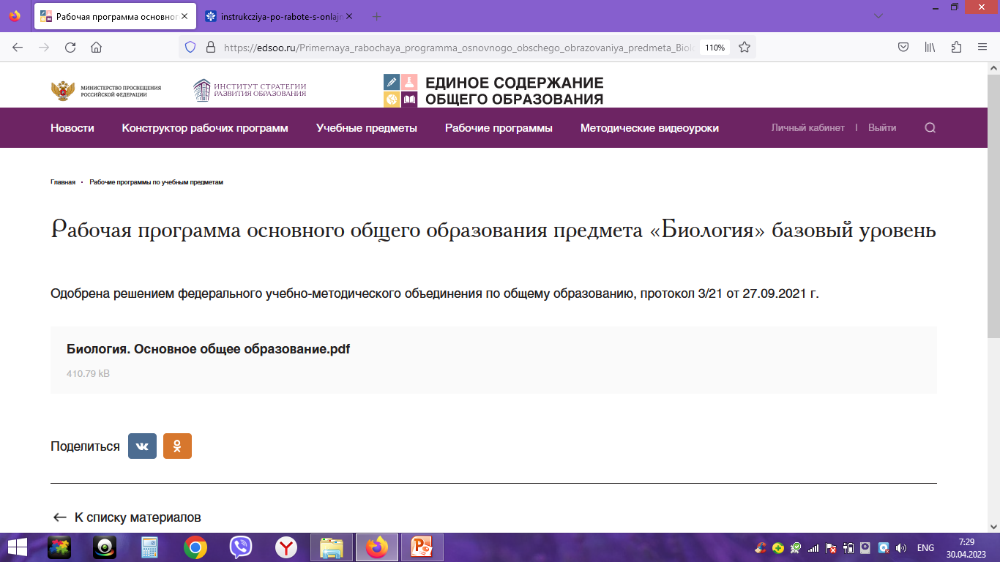 Рабочая программа основног
instrukcziya-po-rabote-s-onlajn
https://edsoo.ru/Primernaya_rabochaya_programma_osnovnogo_obschego_obrazovaniya_predmeta_Biol
110%
МИНИСТЕРСТВО ПРОСВЕЩЕНИЯ
РОССИЙСКОЙ ФЕДЕРАЦИИ
ИНСТИТУТ СТРАТЕГИИ
РАЗВИТИЯ ОБРАЗОВАНИЯ
ЕДИНОЕ СОДЕРЖАНИЕ
ОБЩЕГО ОБРАЗОВАНИЯ
Новости Конструктор рабочих программ Учебные предметы Рабочие программы Методические видеоуроки Личный кабинет | Выйти
Главная • Рабочие программы по учебным предметам
Рабочая программа основного общего образования предмета «Биология» базовый уровень
Одобрена решением федерального учебно-методического объединения по общему образованию, протокол 3/21 от 27.09.2021 г.
Биология. Основное общее образование.pdf
410.79 kB
Поделиться
← К списку материалов
ENG
7:29
30.04.2023